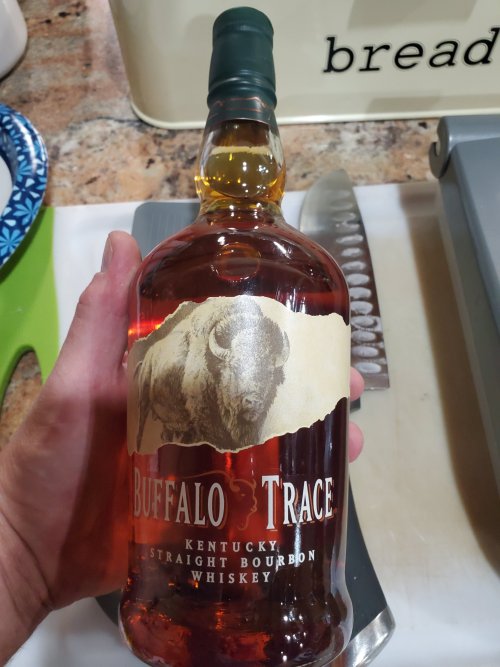 bread
BUFFALO TRACE
KENTUCKY
STRAIGHT BOURBON
WHISKEY